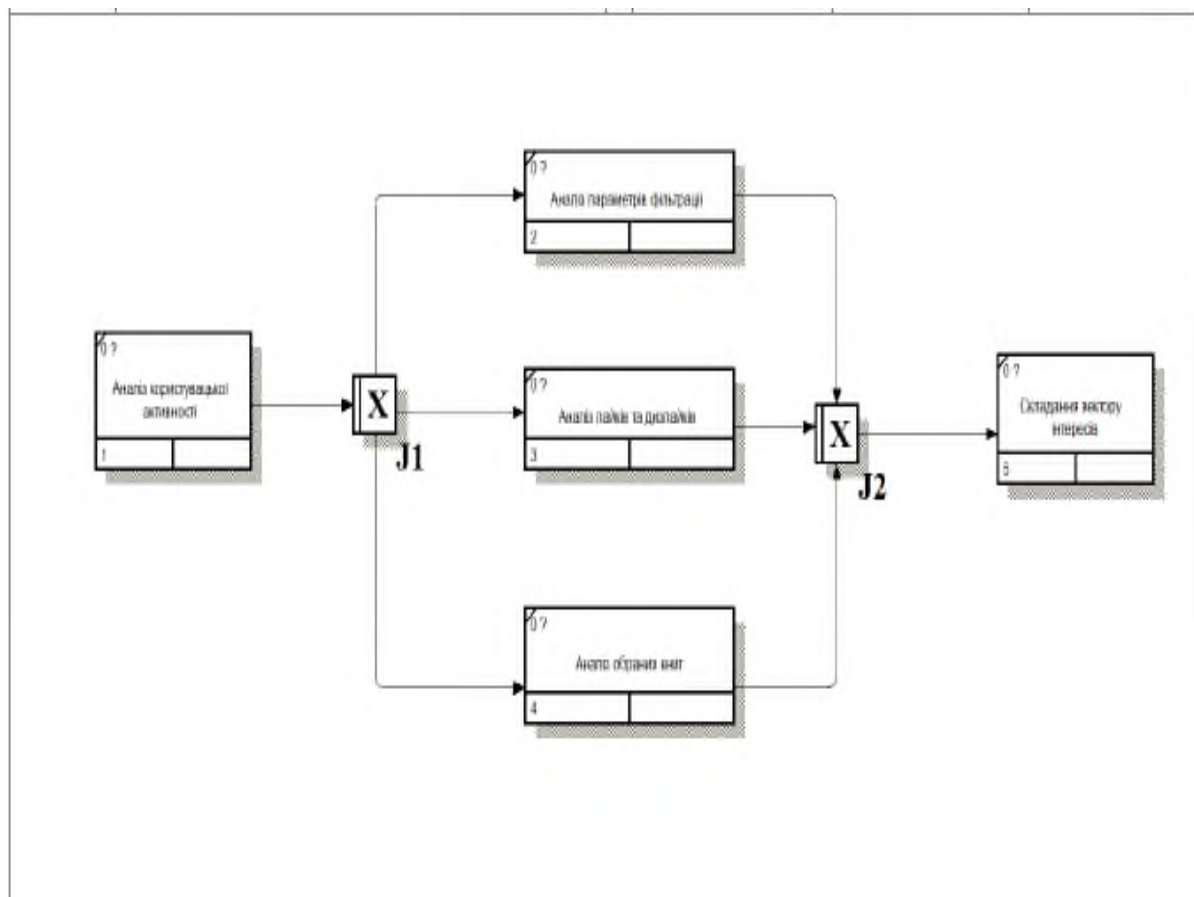 0 ?
Аналіз параметрів фільтрації
2
0 ?
Аналіз користувацької
активності
1
X
J1
0 ?
Аналіз лайків та дизлайків
3
X
J2
0 ?
Складання вектору
інтересів
5
0 ?
Аналіз обраних книг
4